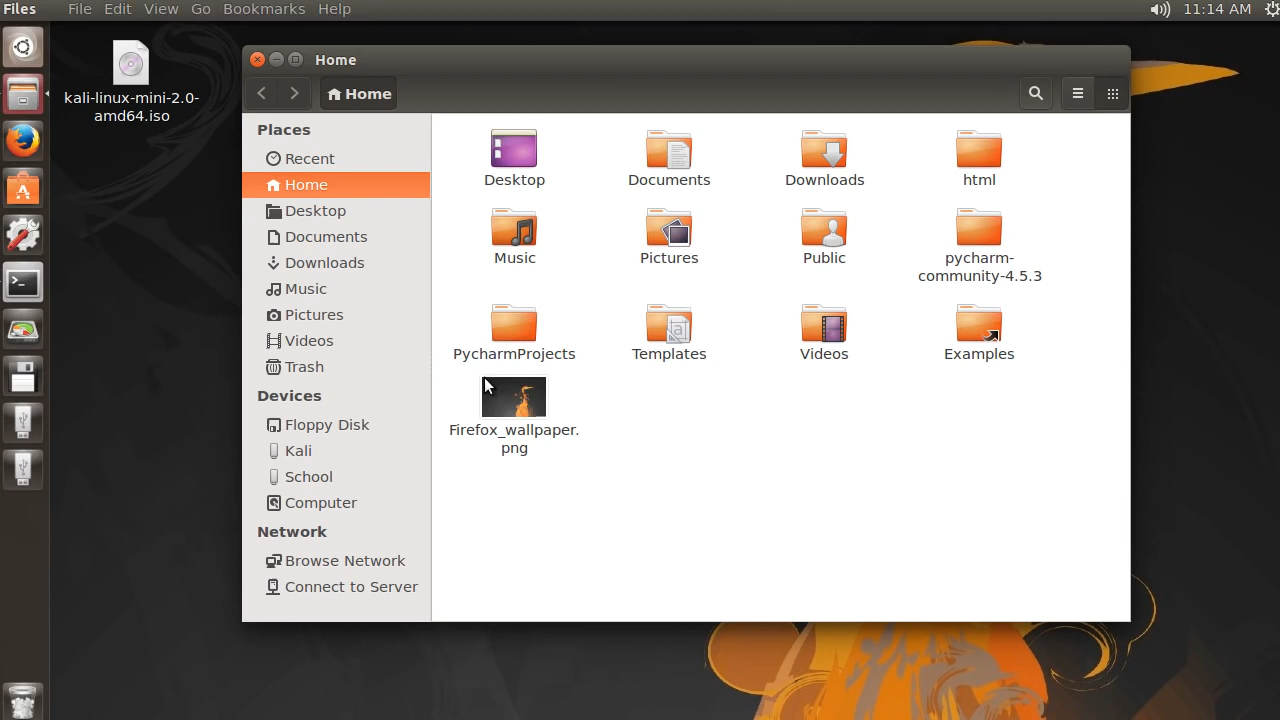 Files
File Edit View Go Bookmarks Help
11:14 AM
kali-linux-mini-2.0-
amd64.iso
Home
Home
Places
Recent
Home
Desktop
Documents
Downloads
Music
Pictures
Videos
Trash
Devices
Floppy Disk
Kali
School
Computer
Network
Browse Network
Connect to Server
Desktop
Documents
Downloads
html
Music
Pictures
Public
pycharm-
community-4.5.3
PycharmProjects
Templates
Videos
Examples
Firefox_wallpaper.
png